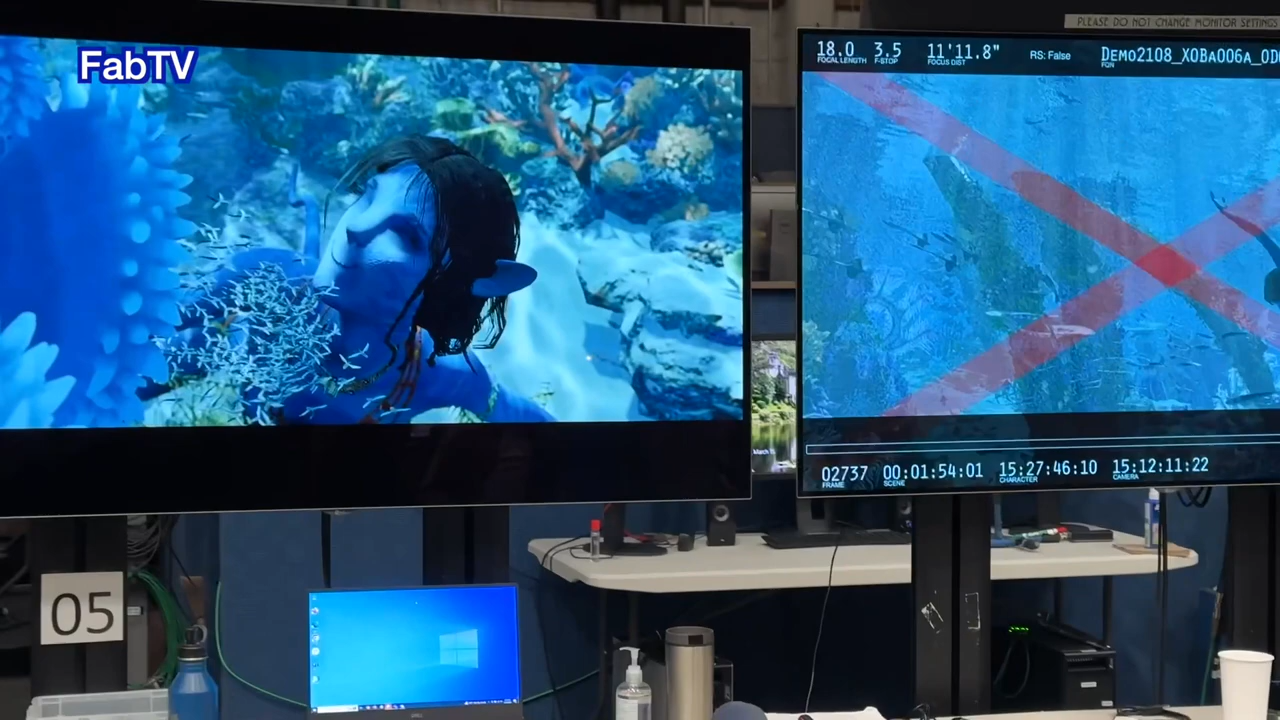 FabTV
PLEASE DO NOT CHANGE MONITOR SETTINGS
18.0 3.5 11'11.8" RS: False
FOCAL LENGTH F-STOP FOCUS DIST FQN
02737 00:01:54:01 15:27:46:10 15:12:11:22
FRAME SCENE CHARACTER CAMERA
05